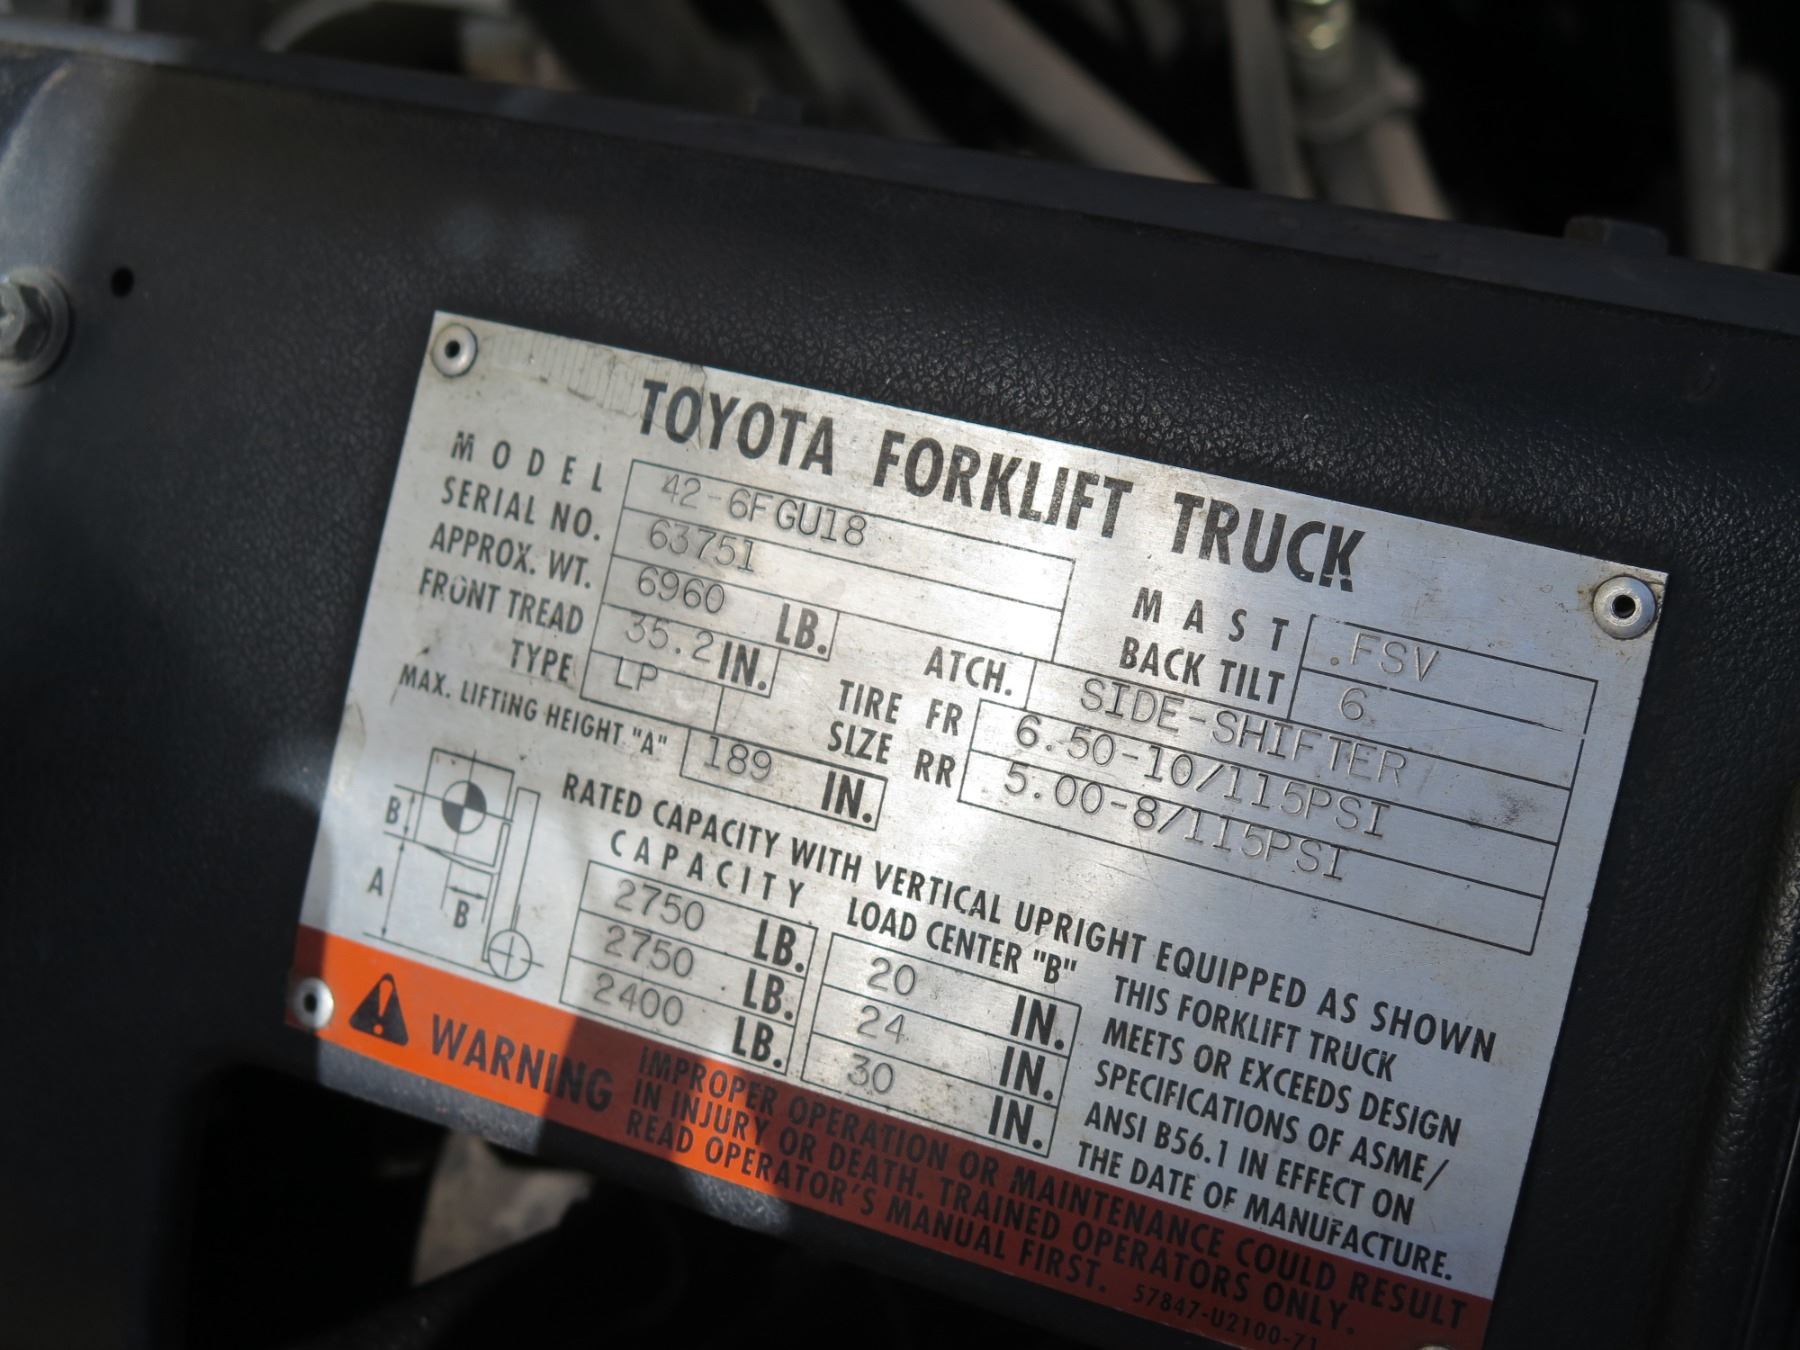 TOYOTA FORKLIFT TRUCK
MODEL 42-6FGU18
SERIAL NO. 63751
APPROX. WT. 6960 LB.
FRONT TREAD 35.2 IN.
TYPE LP
MAX. LIFTING HEIGHT "A" 189 IN.
MAST .FSV
BACK TILT 6
ATCH. SIDE-SHIFTER
TIRE SIZE FR 6.50-10/115PSI
RR 5.00-8/115PSI
RATED CAPACITY WITH VERTICAL UPRIGHT EQUIPPED AS SHOWN
CAPACITY LOAD CENTER "B"
2750 LB. 20 IN.
2750 LB. 24 IN.
2400 LB. 30 IN.
B
A
B
THIS FORKLIFT TRUCK
MEETS OR EXCEEDS DESIGN
SPECIFICATIONS OF ASME/
ANSI B56.1 IN EFFECT ON
THE DATE OF MANUFACTURE.
WARNING
IMPROPER OPERATION OR MAINTENANCE COULD RESULT
IN INJURY OR DEATH. TRAINED OPERATORS ONLY.
READ OPERATOR'S MANUAL FIRST. 57847-U2100-71